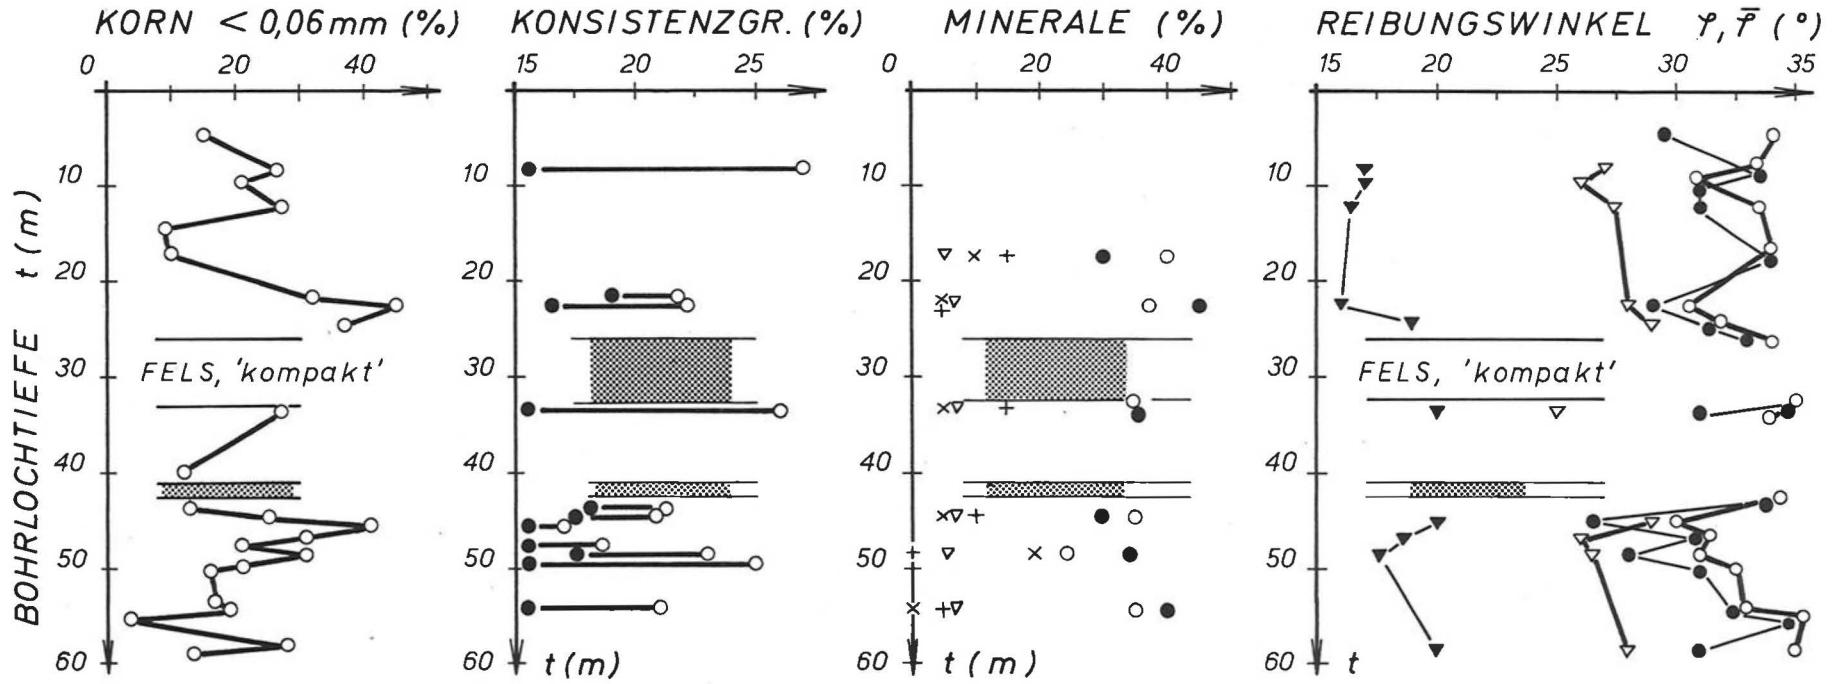 KORN < 0,06 mm (%)
KONSISTENZGR. (%)
MINERALE (%)
REIBUNGSWINKEL φ, φ̄ (°)
0 20 40
15 20 25
0 20 40
15 20 25 30 35
BOHRLOCHTIEFE t (m)
10 10 10 10
20 20 20 20
FELS, 'kompakt'
FELS, 'kompakt'
30 30 30 30
40 40 40 40
50 50 50 50
60 60 60 60
t (m)
t (m)
t